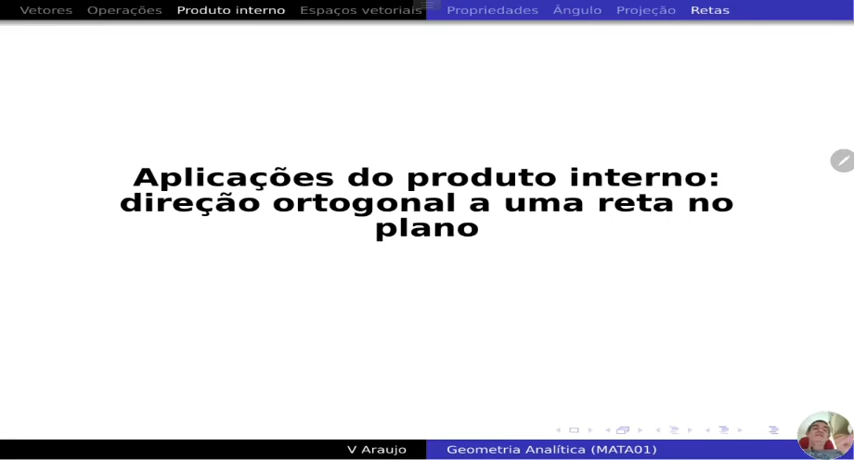 Vetores Operações Produto interno Espaços vetoriais Propriedades Ângulo Projeção Retas
Aplicações do produto interno:
direção ortogonal a uma reta no
plano
V Araujo Geometria Analítica (MATA01)